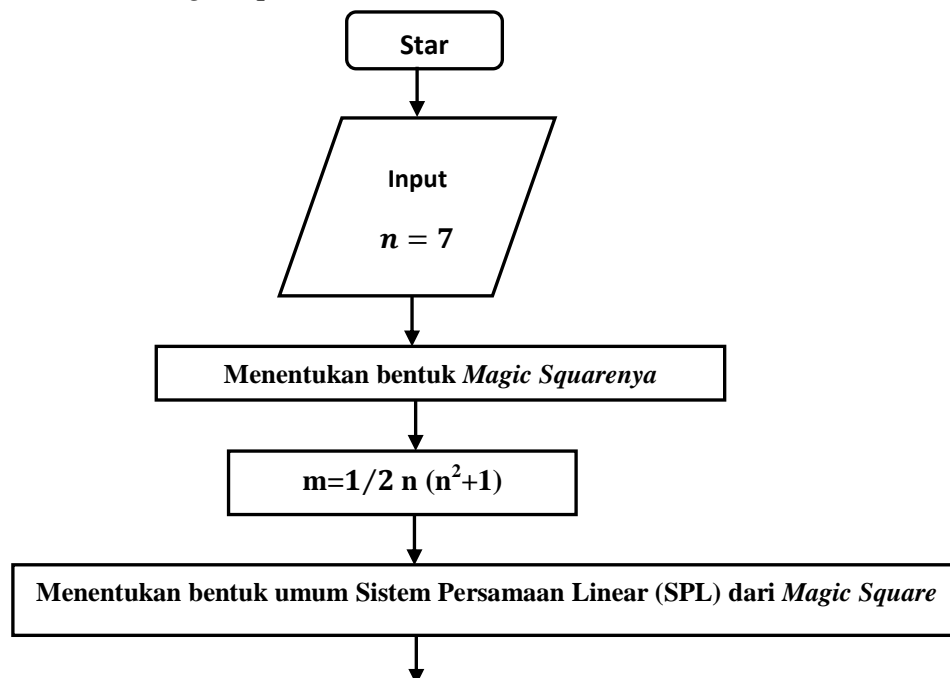 Star
Input
n = 7
Menentukan bentuk Magic Squarenya
m=1/2 n (n²+1)
Menentukan bentuk umum Sistem Persamaan Linear (SPL) dari Magic Square